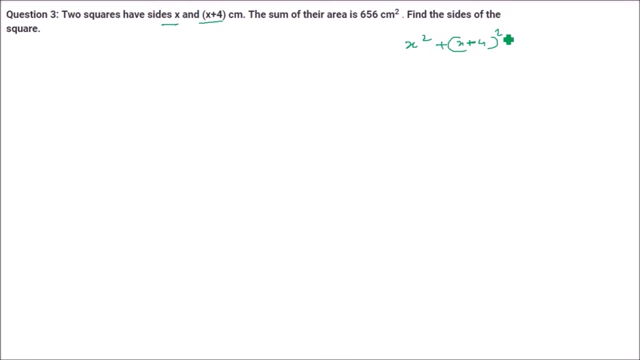 Question 3: Two squares have sides x and (x+4) cm. The sum of their area is 656 cm². Find the sides of the
square.
x² + (x+4)²